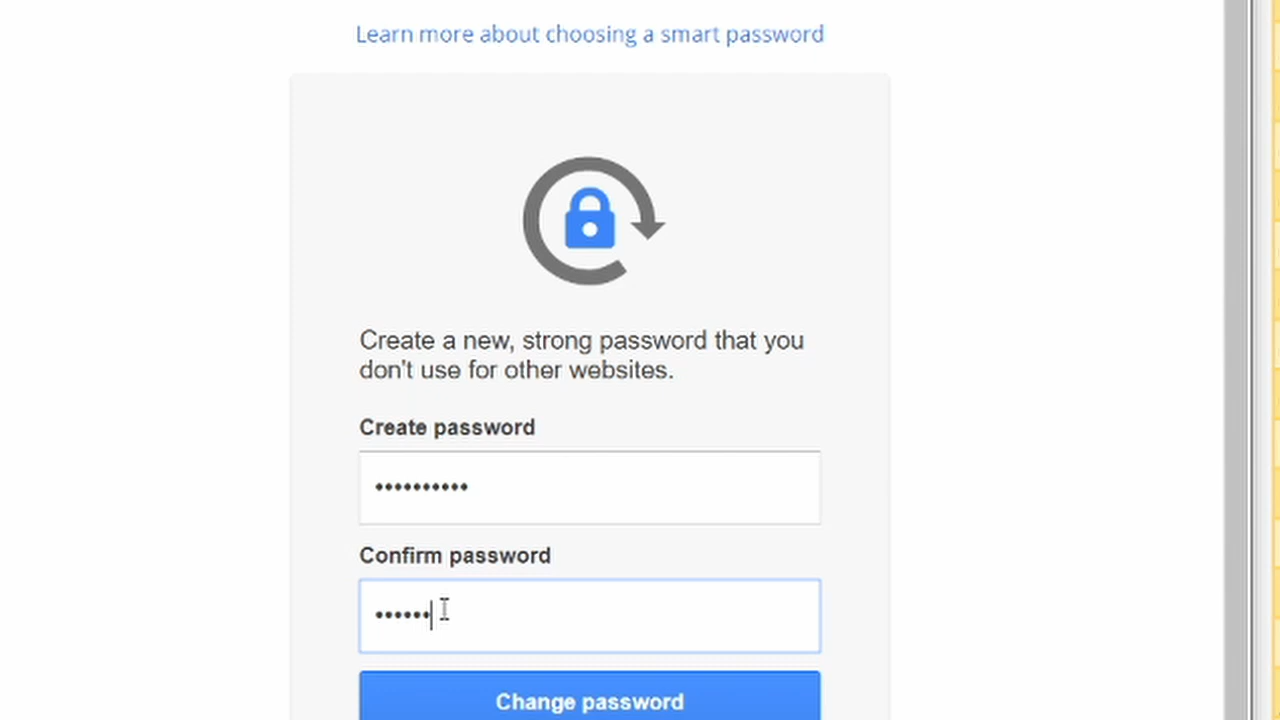 Learn more about choosing a smart password
Create a new, strong password that you
don't use for other websites.
Create password
••••••••••
Confirm password
••••••
Change password